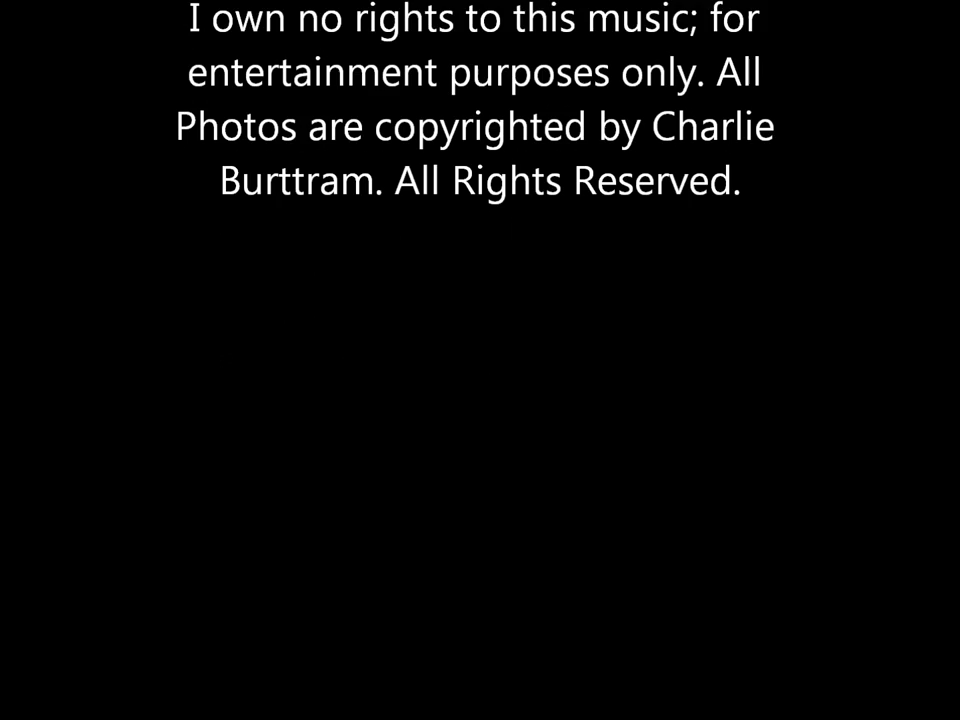 I own no rights to this music; for
entertainment purposes only. All
Photos are copyrighted by Charlie
Burttram. All Rights Reserved.